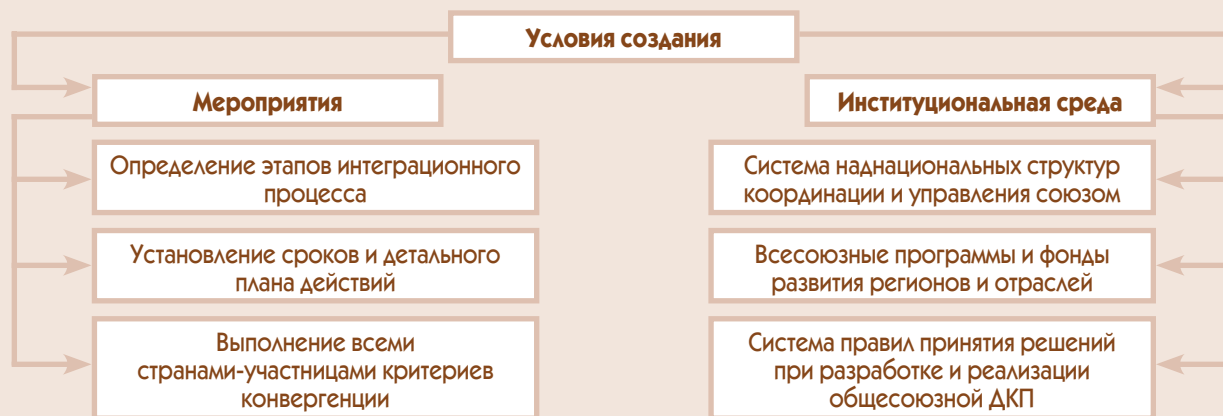 Условия создания
Мероприятия
Определение этапов интеграционного
процесса
Установление сроков и детального
плана действий
Выполнение всеми
странами-участницами критериев
конвергенции
Институциональная среда
Система наднациональных структур
координации и управления союзом
Всесоюзные программы и фонды
развития регионов и отраслей
Система правил принятия решений
при разработке и реализации
общесоюзной ДКП